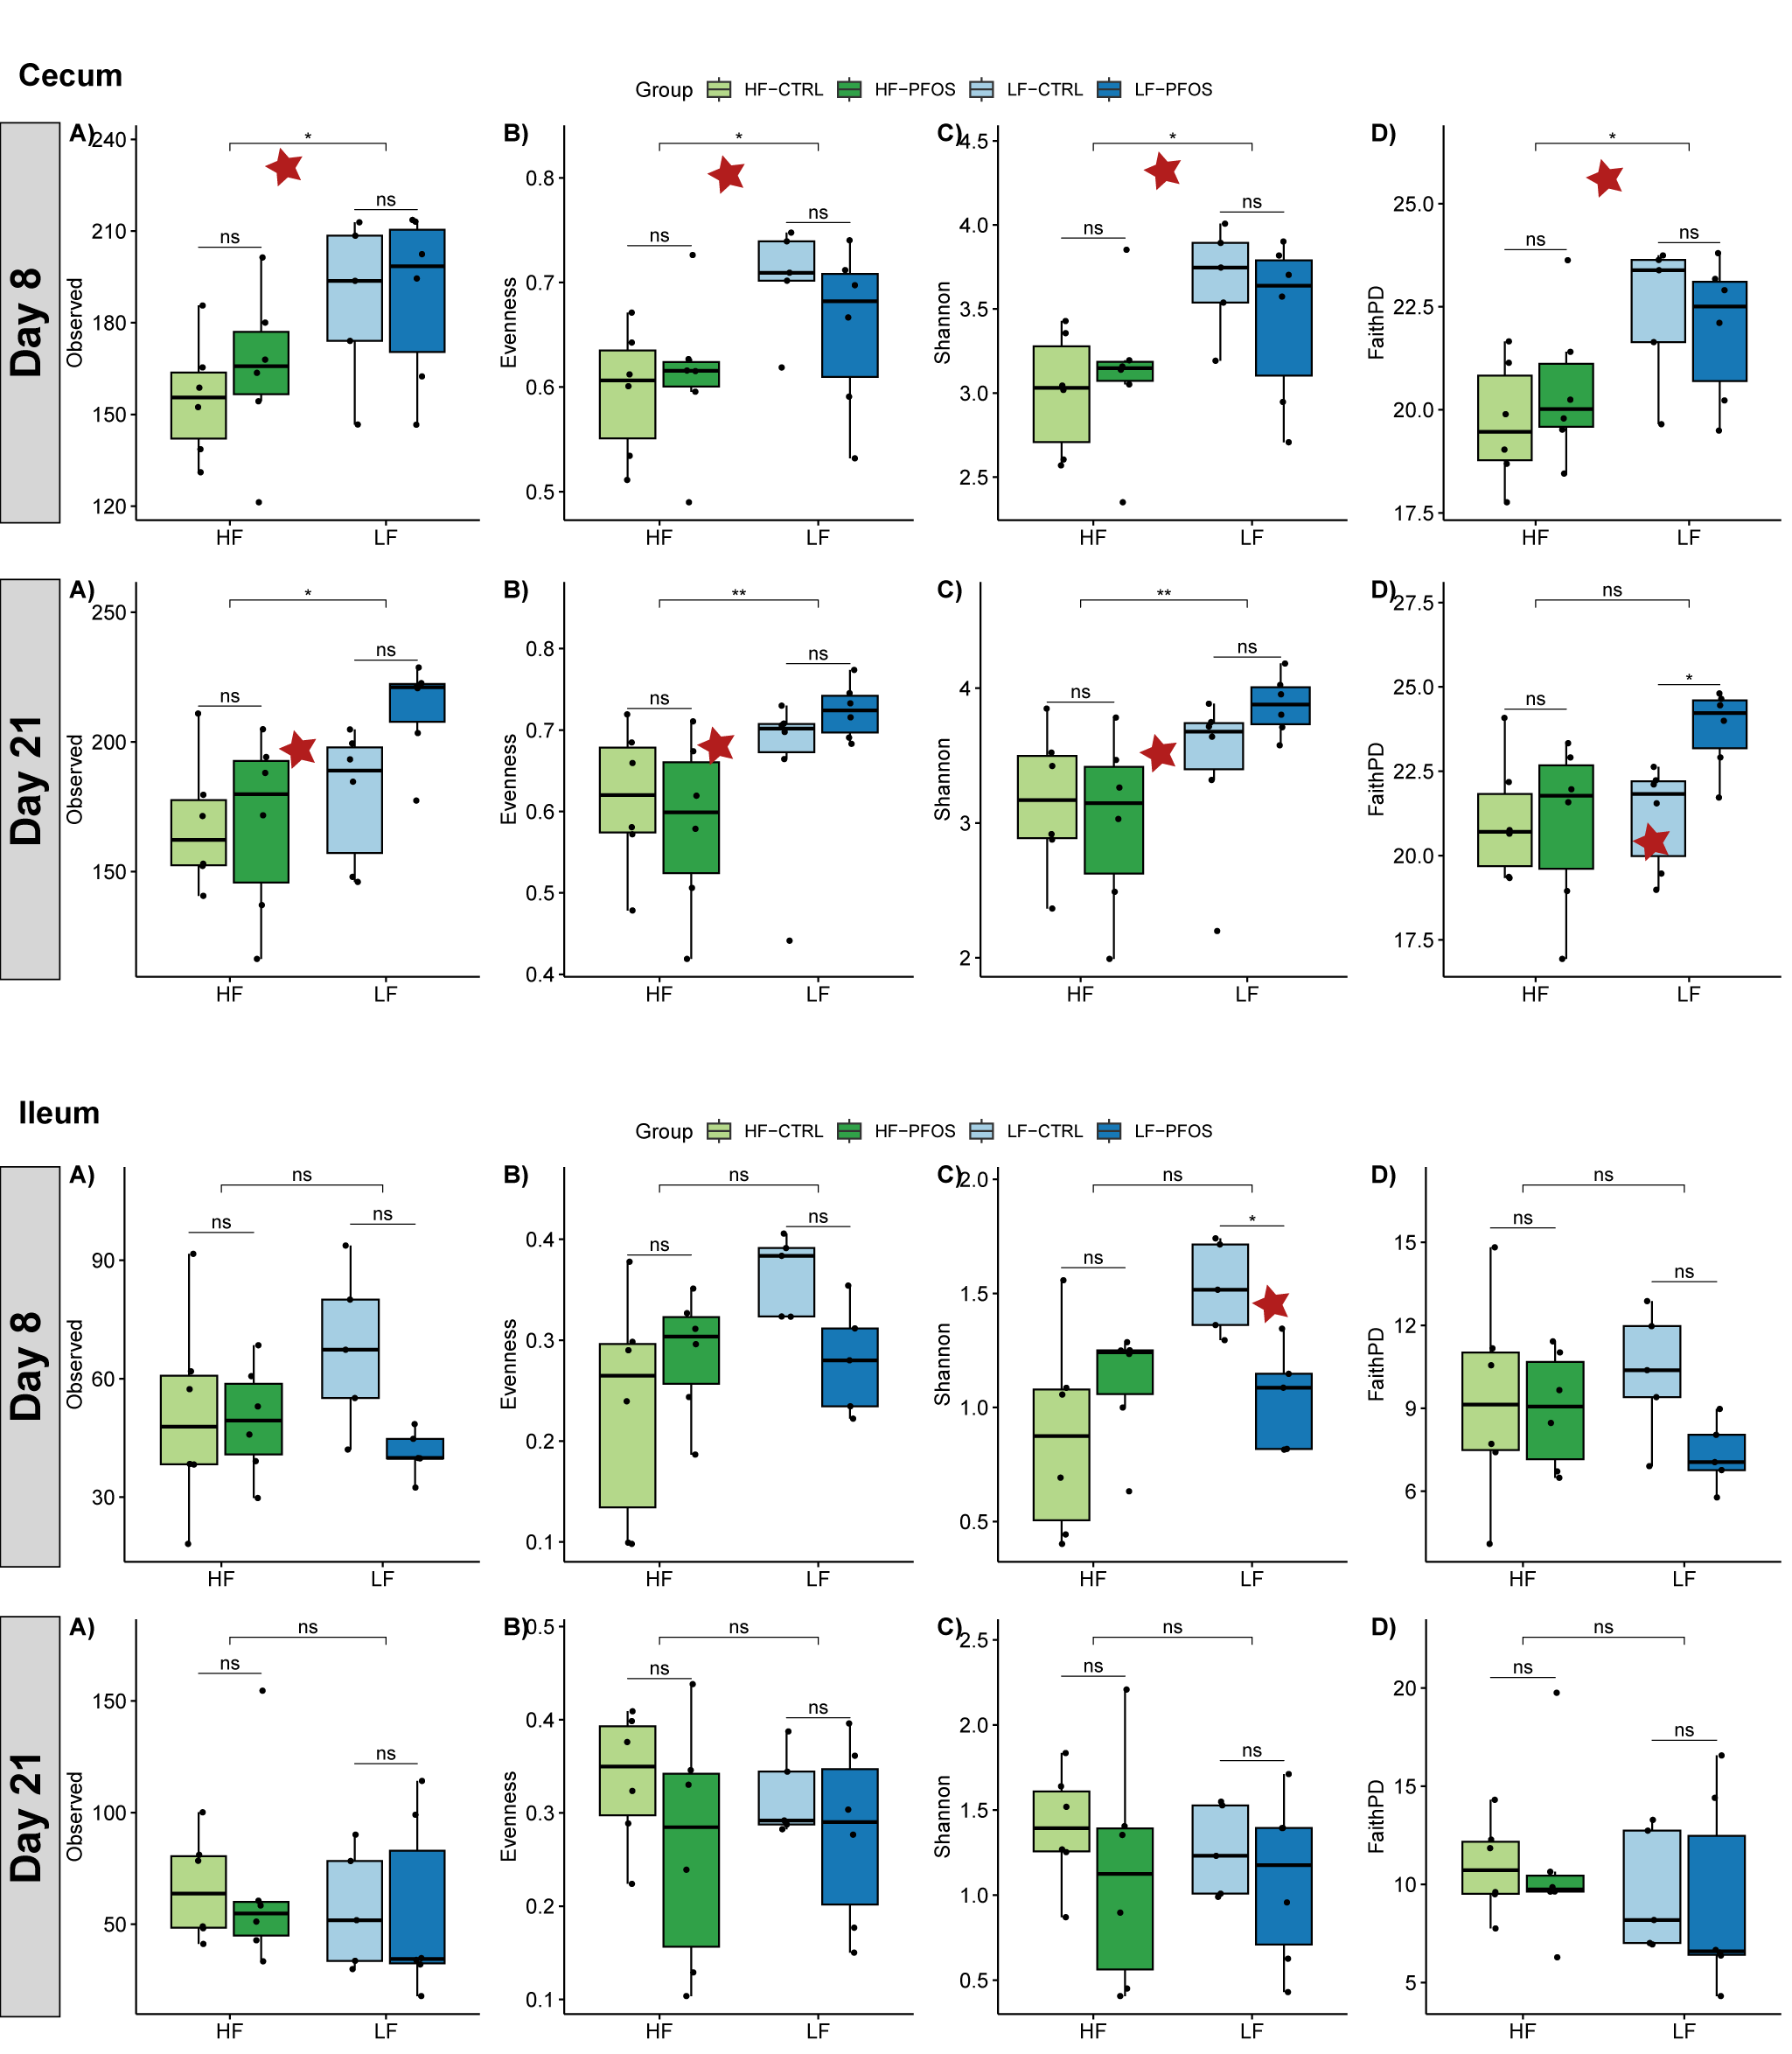 Cecum
Group HF−CTRL HF−PFOS LF−CTRL LF−PFOS
Day 8
A)
Observed
240
210
180
150
120
*
ns
ns
HF
LF
B)
Evenness
0.8
0.7
0.6
0.5
*
ns
ns
HF
LF
C)
Shannon
4.5
4.0
3.5
3.0
2.5
*
ns
ns
HF
LF
D)
FaithPD
25.0
22.5
20.0
17.5
*
ns
ns
HF
LF
Day 21
A)
Observed
250
200
150
*
ns
ns
HF
LF
B)
Evenness
0.8
0.7
0.6
0.5
0.4
**
ns
ns
HF
LF
C)
Shannon
4
3
2
**
ns
ns
HF
LF
D)
FaithPD
27.5
25.0
22.5
20.0
17.5
ns
ns
*
HF
LF
Ileum
Group HF−CTRL HF−PFOS LF−CTRL LF−PFOS
Day 8
A)
Observed
90
60
30
ns
ns
ns
HF
LF
B)
Evenness
0.4
0.3
0.2
0.1
ns
ns
ns
HF
LF
C)
Shannon
2.0
1.5
1.0
0.5
ns
ns
*
HF
LF
D)
FaithPD
15
12
9
6
ns
ns
ns
HF
LF
Day 21
A)
Observed
150
100
50
ns
ns
ns
HF
LF
B)
Evenness
0.5
0.4
0.3
0.2
0.1
ns
ns
ns
HF
LF
C)
Shannon
2.5
2.0
1.5
1.0
0.5
ns
ns
ns
HF
LF
D)
FaithPD
20
15
10
5
ns
ns
ns
HF
LF